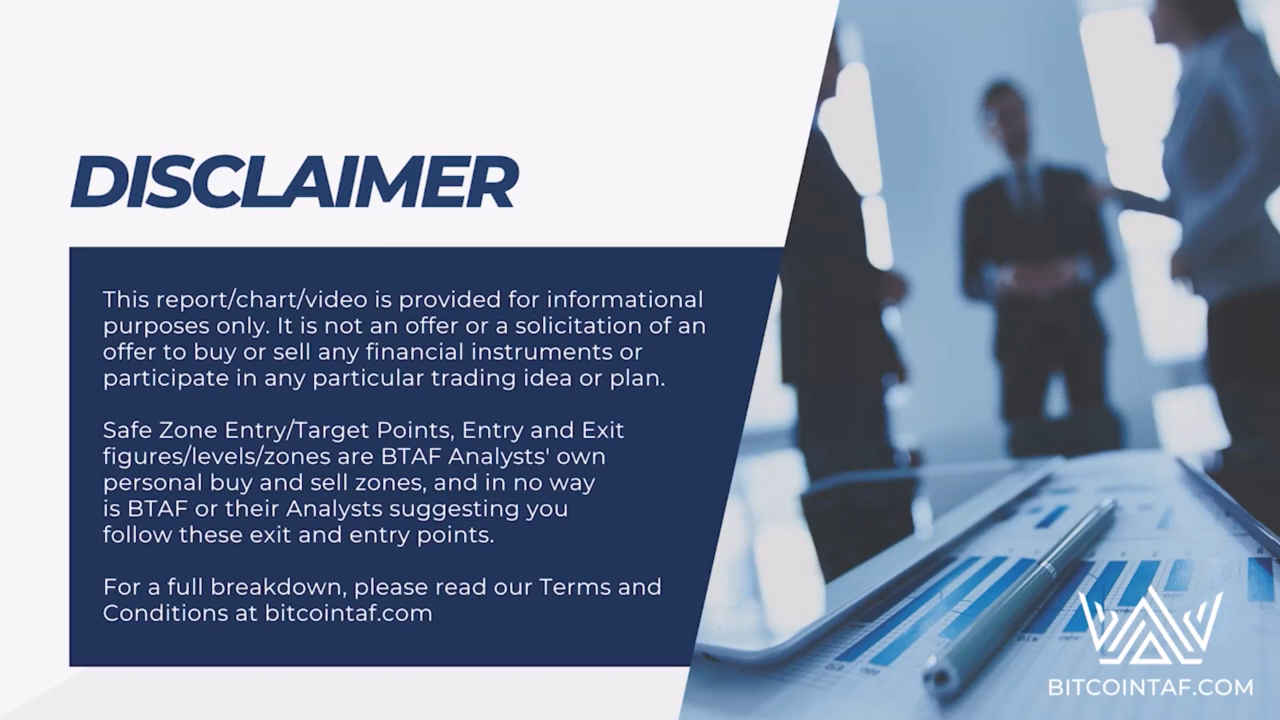 DISCLAIMER
This report/chart/video is provided for informational
purposes only. It is not an offer or a solicitation of an
offer to buy or sell any financial instruments or
participate in any particular trading idea or plan.
Safe Zone Entry/Target Points, Entry and Exit
figures/levels/zones are BTAF Analysts' own
personal buy and sell zones, and in no way
is BTAF or their Analysts suggesting you
follow these exit and entry points.
For a full breakdown, please read our Terms and
Conditions at bitcointaf.com
BITCOINTAF.COM